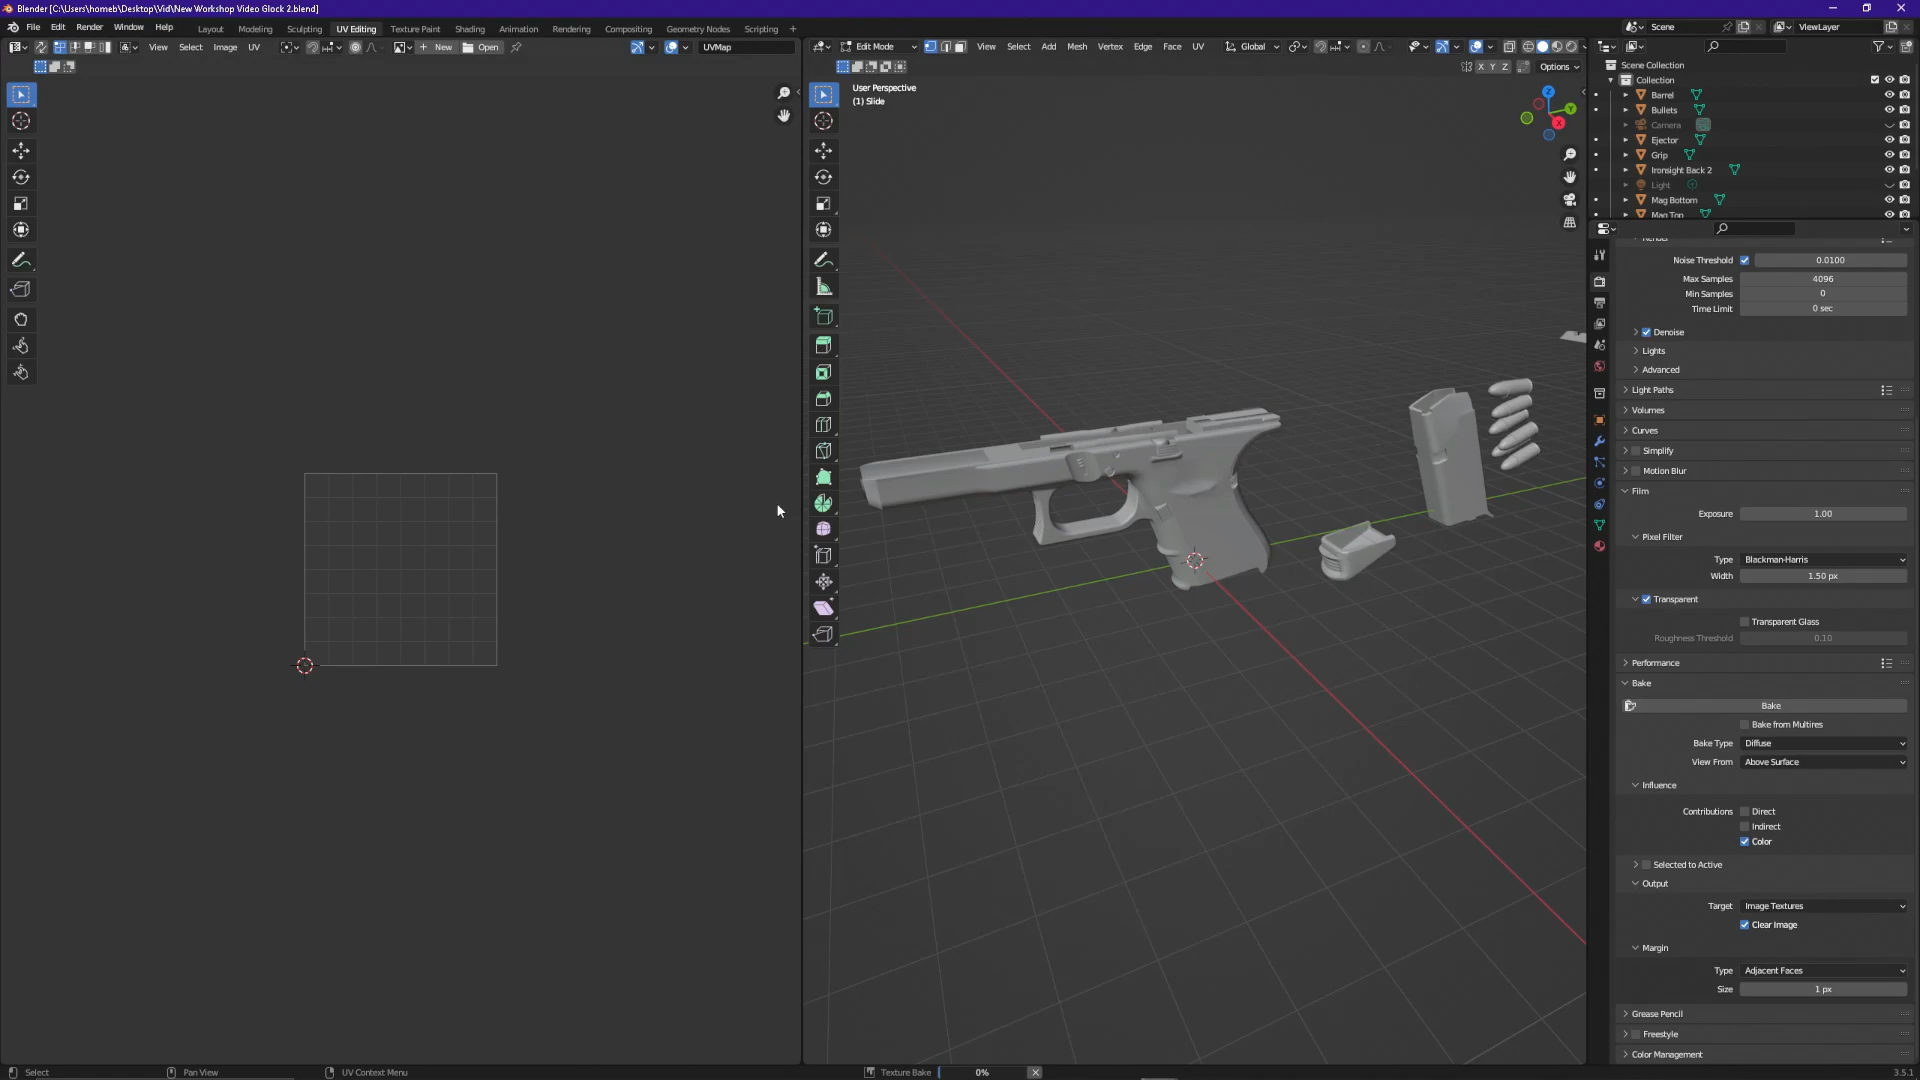 Blender [C:\Users\homeb\Desktop\Vid\New Workshop Video Glock 2.blend]
File Edit Render Window Help Layout Modeling Sculpting UV Editing Texture Paint Shading Animation Rendering Compositing Geometry Nodes Scripting + Scene ViewLayer
View Select Image UV New Open UVMap Edit Mode View Select Add Mesh Vertex Edge Face UV Global
X Y Z Options
User Perspective
(1) Slide
Z
Y
X
Scene Collection
Collection
Barrel
Bullets
Camera
Ejector
Grip
Ironsight Back 2
Light
Mag Bottom
Mag Top
Render
Noise Threshold 0.0100
Max Samples 4096
Min Samples 0
Time Limit 0 sec
Denoise
Lights
Advanced
Light Paths
Volumes
Curves
Simplify
Motion Blur
Film
Exposure 1.00
Pixel Filter
Type Blackman-Harris
Width 1.50 px
Transparent
Transparent Glass
Roughness Threshold 0.10
Performance
Bake
Bake
Bake from Multires
Bake Type Diffuse
View From Above Surface
Influence
Contributions Direct
Indirect
Color
Selected to Active
Output
Target Image Textures
Clear Image
Margin
Type Adjacent Faces
Size 1 px
Grease Pencil
Freestyle
Color Management
Select Pan View UV Context Menu Texture Bake 0% 3.5.1